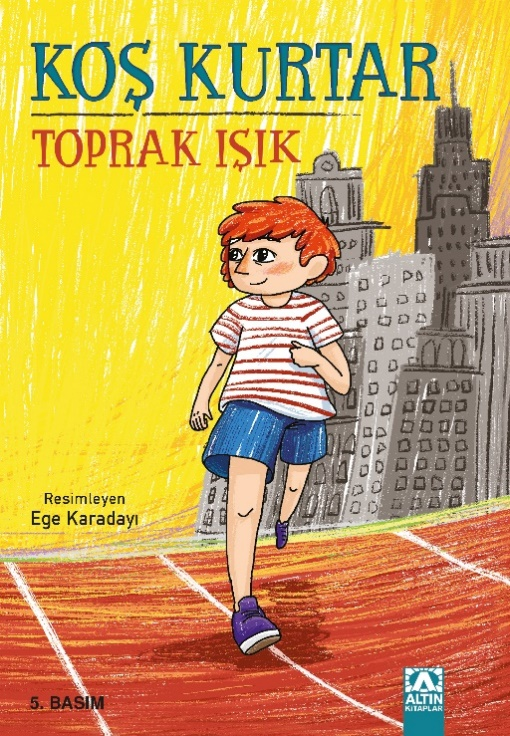 KOŞ KURTAR
TOPRAK IŞIK
Resimleyen
Ege Karadayı
5. BASIM
ALTIN
KİTAPLAR